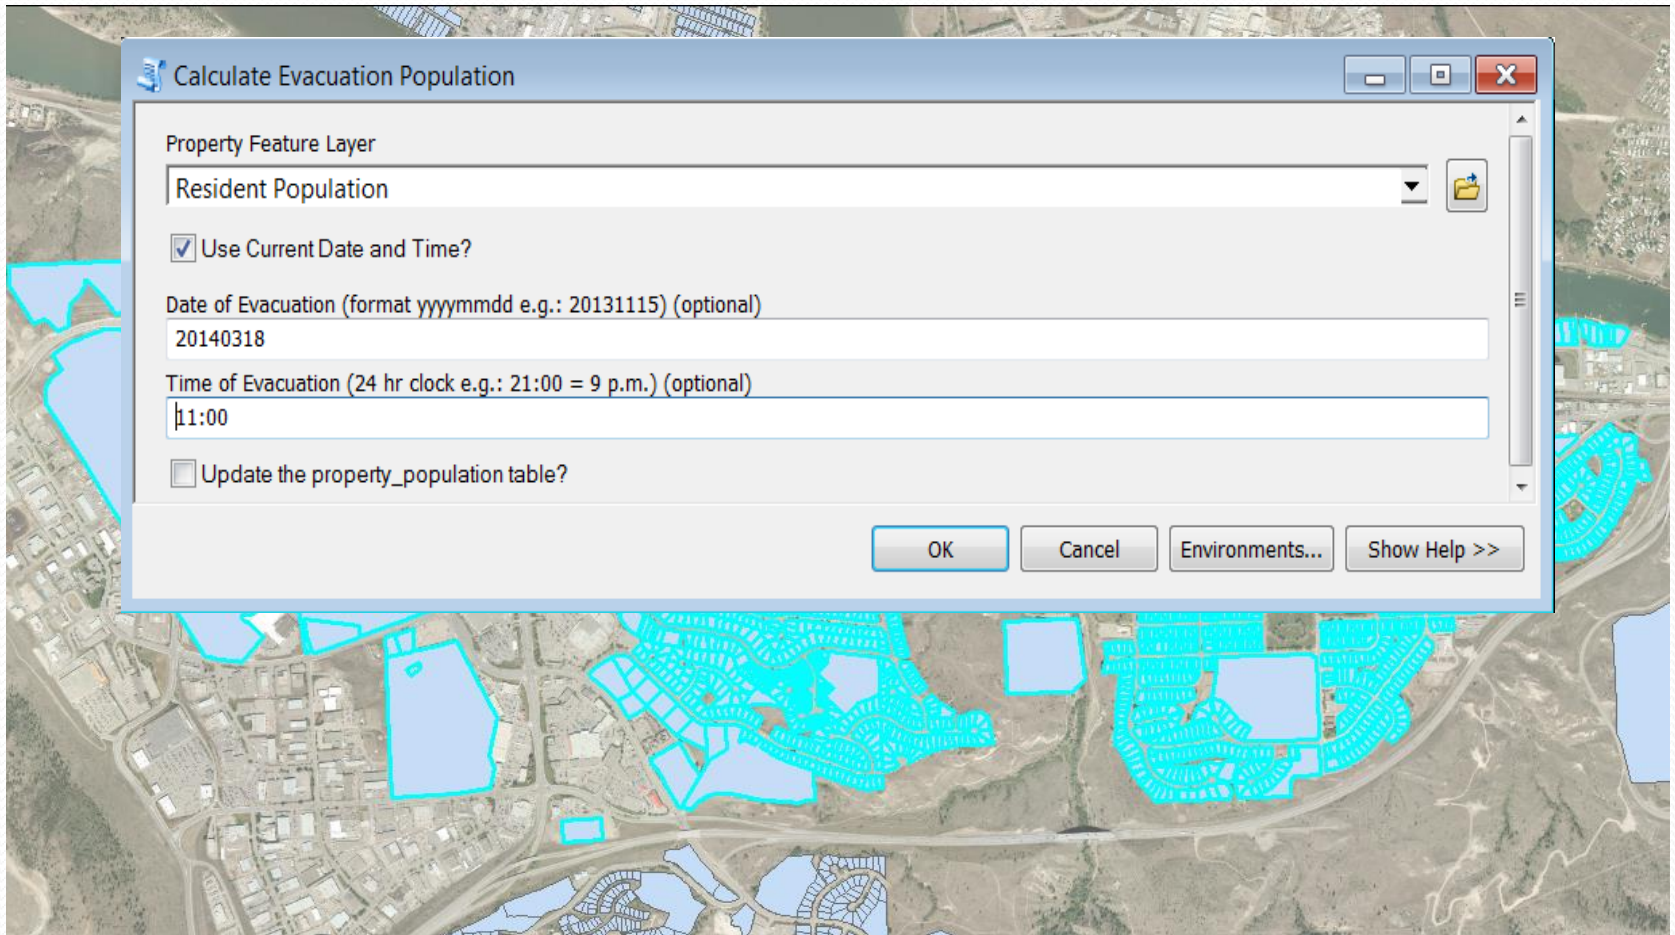 Calculate Evacuation Population
Property Feature Layer
Resident Population
Use Current Date and Time?
Date of Evacuation (format yyyymmdd e.g.: 20131115) (optional)
20140318
Time of Evacuation (24 hr clock e.g.: 21:00 = 9 p.m.) (optional)
11:00
Update the property_population table?
OK Cancel Environments... Show Help >>